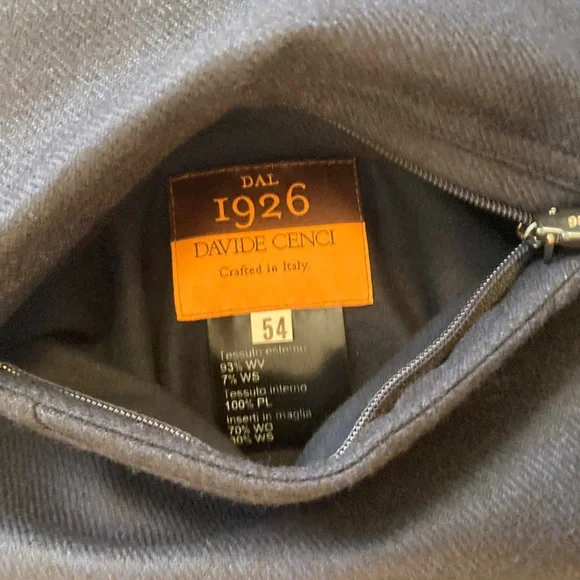 DAL
1926
DAVIDE CENCI
Crafted in Italy.
54
Tessuto esterno
93% WV
7% WS
Tessuto interno
100% PL
Inserti in maglia
70% WO
30% WS